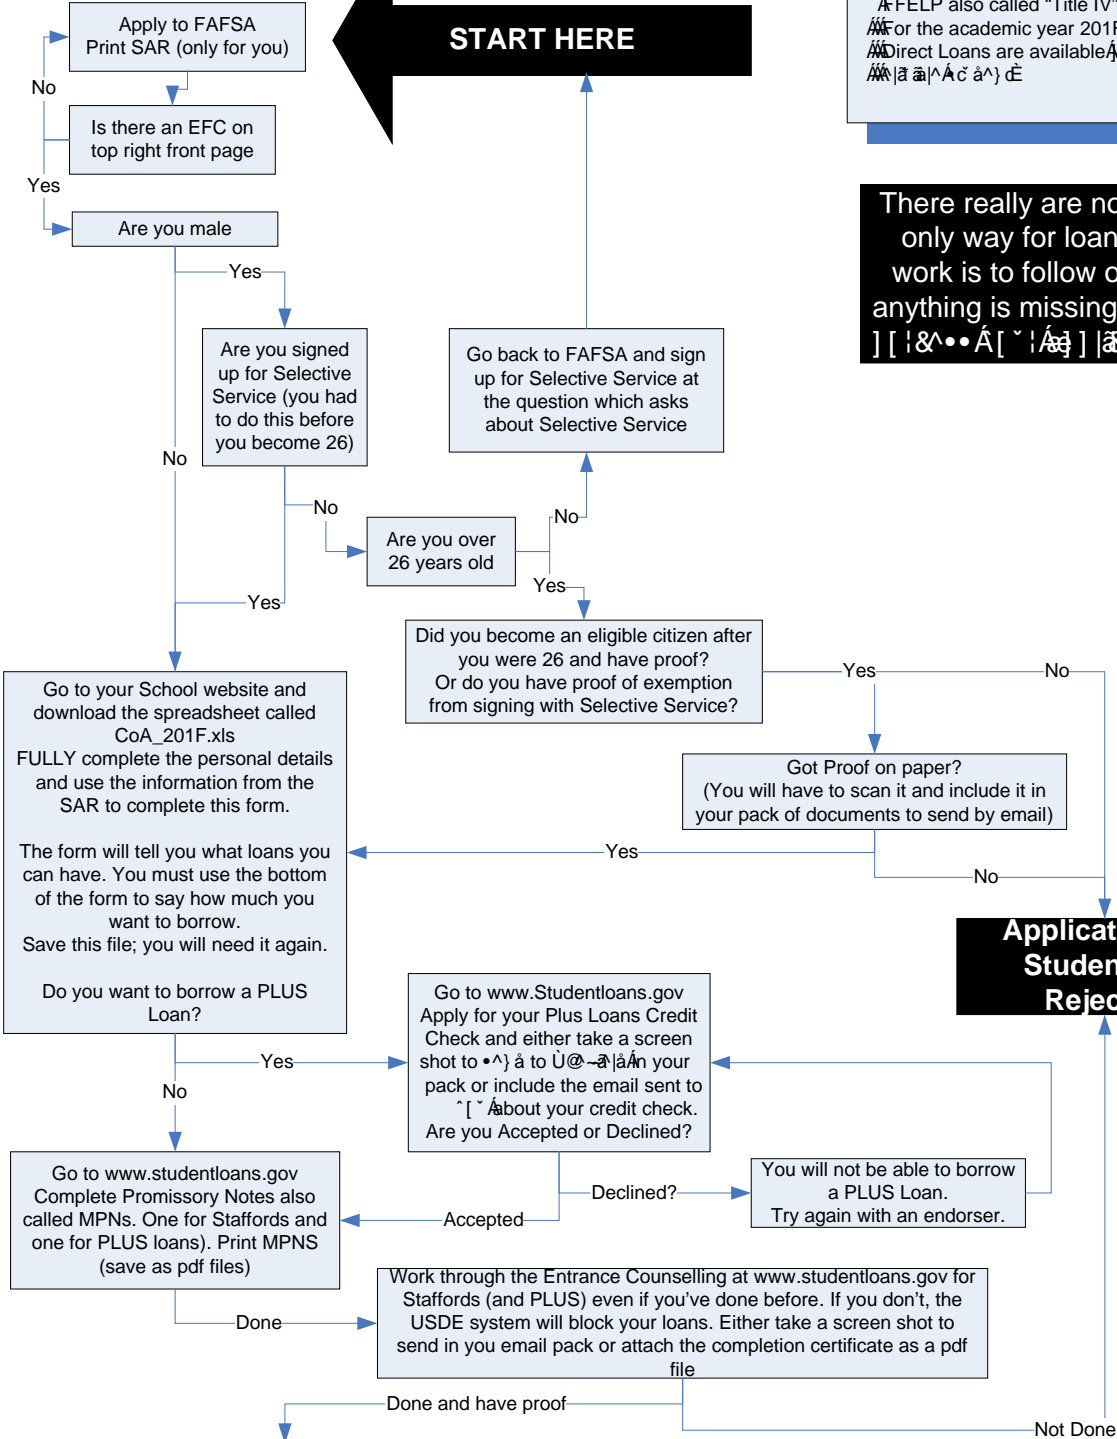 Apply to FAFSA
Print SAR (only for you)
START HERE
FFELP also called "Title IV"
For the academic year 201F
Direct Loans are available
No
Is there an EFC on
top right front page
Yes
Are you male
There really are no
only way for loan
work is to follow o
anything is missing
Yes
Are you signed
up for Selective
Service (you had
to do this before
you become 26)
Go back to FAFSA and sign
up for Selective Service at
the question which asks
about Selective Service
No
No
No
Are you over
26 years old
Yes
Yes
Did you become an eligible citizen after
you were 26 and have proof?
Or do you have proof of exemption
from signing with Selective Service?
Yes
No
Go to your School website and
download the spreadsheet called
CoA_201F.xls
FULLY complete the personal details
and use the information from the
SAR to complete this form.
The form will tell you what loans you
can have. You must use the bottom
of the form to say how much you
want to borrow.
Save this file; you will need it again.
Do you want to borrow a PLUS
Loan?
Got Proof on paper?
(You will have to scan it and include it in
your pack of documents to send by email)
Yes
No
Applicat
Studen
Rejec
Go to www.Studentloans.gov
Apply for your Plus Loans Credit
Check and either take a screen
shot to to in your
pack or include the email sent to
about your credit check.
Are you Accepted or Declined?
Yes
No
Go to www.studentloans.gov
Complete Promissory Notes also
called MPNs. One for Staffords and
one for PLUS loans). Print MPNS
(save as pdf files)
Declined?
Accepted
You will not be able to borrow
a PLUS Loan.
Try again with an endorser.
Work through the Entrance Counselling at www.studentloans.gov for
Staffords (and PLUS) even if you've done before. If you don't, the
USDE system will block your loans. Either take a screen shot to
send in you email pack or attach the completion certificate as a pdf
file
Done
Done and have proof
Not Done